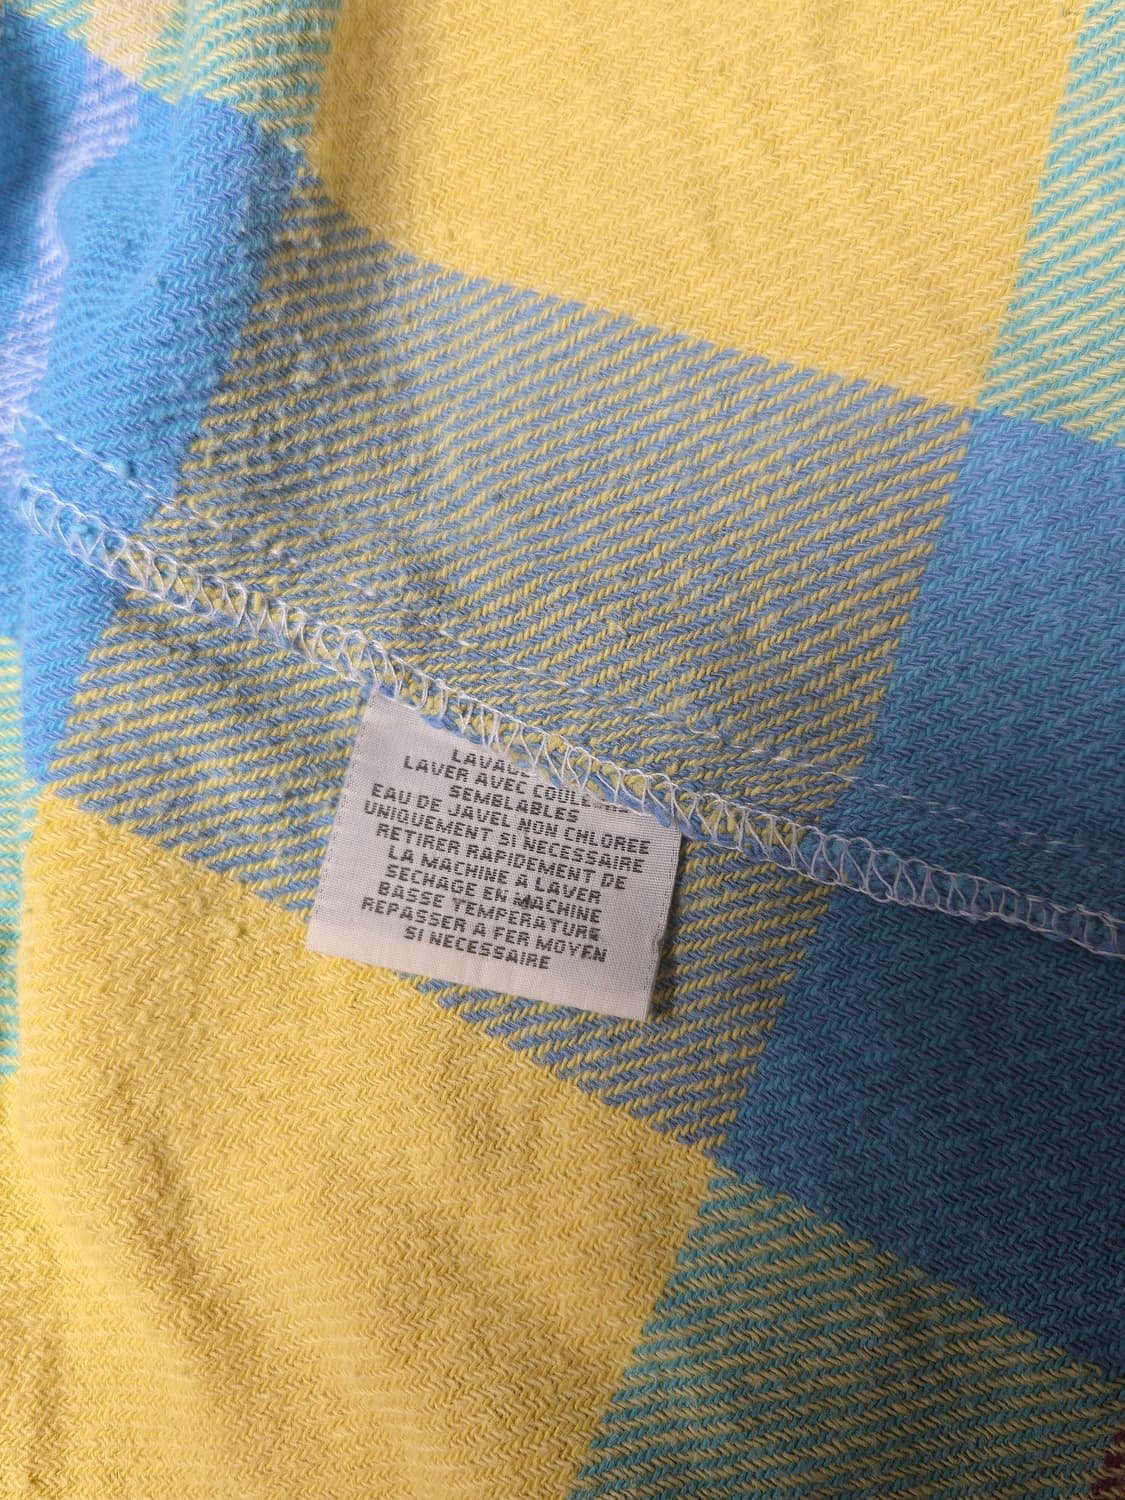 LAVER AVEC
SEMBLABLES
EAU DE JAVEL NON CHLOREE
UNIQUEMENT SI NECESSAIRE
RETIRER RAPIDEMENT DE
LA MACHINE A LAVER
SECHAGE EN MACHINE
BASSE TEMPERATURE
REPASSER A FER MOYEN
SI NECESSAIRE